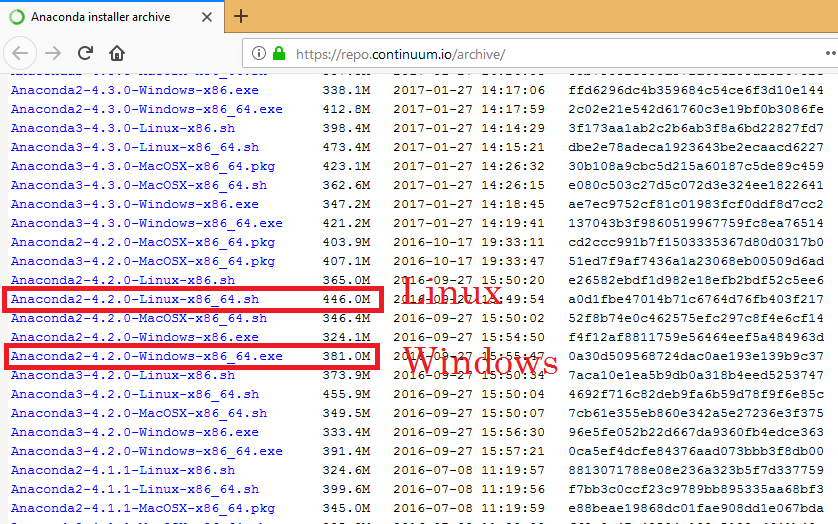 Anaconda installer archive
https://repo.continuum.io/archive/
Anaconda2-4.3.0-Windows-x86.exe 338.1M 2017-01-27 14:17:06 ffd6296dc4b359684c54ce6f3d10e144
Anaconda2-4.3.0-Windows-x86_64.exe 412.8M 2017-01-27 14:17:59 2c02e21e542d61760c3e19bf0b3086fe
Anaconda3-4.3.0-Linux-x86.sh 398.4M 2017-01-27 14:14:29 3f173aa1ab2c2b6ab3f8a6bd22827fd7
Anaconda3-4.3.0-Linux-x86_64.sh 473.4M 2017-01-27 14:15:21 dbe2e78adeca1923643be2ecaacd6227
Anaconda3-4.3.0-MacOSX-x86_64.pkg 423.1M 2017-01-27 14:26:32 30b108a9cbc5d215a60187c5de89c459
Anaconda3-4.3.0-MacOSX-x86_64.sh 362.6M 2017-01-27 14:26:15 e080c503c27d5c072d3e324ee1822641
Anaconda3-4.3.0-Windows-x86.exe 347.2M 2017-01-27 14:18:45 ae7ec9752cf81c01983fcf0ddf8d7cc2
Anaconda3-4.3.0-Windows-x86_64.exe 421.2M 2017-01-27 14:19:41 137043b3f9860519967759fc8ea76514
Anaconda2-4.2.0-MacOSX-x86_64.pkg 403.9M 2016-10-17 19:33:11 cd2ccc991b7f1503335367d80d0317b0
Anaconda3-4.2.0-MacOSX-x86_64.pkg 407.1M 2016-10-17 19:33:47 51ed7f9af7436a1a23068eb00509d6ad
Anaconda2-4.2.0-Linux-x86.sh 365.0M 2016-09-27 15:50:20 e26582ebdf1d982e18efb2bdf52c5ee6
Anaconda2-4.2.0-Linux-x86_64.sh 446.0M 2016-09-27 15:49:54 a0d1fbe47014b71c6764d76fb403f217
Linux
Anaconda2-4.2.0-MacOSX-x86_64.sh 346.4M 2016-09-27 15:50:02 52f8b74e0c462575efc297c8f4e6cf14
Anaconda2-4.2.0-Windows-x86.exe 324.1M 2016-09-27 15:54:50 f4f12af8811759e56464eef5a484963d
Anaconda2-4.2.0-Windows-x86_64.exe 381.0M 2016-09-27 15:55:47 0a30d509568724dac0ae193e139b9c37
Windows
Anaconda3-4.2.0-Linux-x86.sh 373.9M 2016-09-27 15:50:34 7aca10e1ea5b9db0a318b4eed5253747
Anaconda3-4.2.0-Linux-x86_64.sh 455.9M 2016-09-27 15:50:04 4692f716c82deb9fa6b59d78f9f6e85c
Anaconda3-4.2.0-MacOSX-x86_64.sh 349.5M 2016-09-27 15:50:07 7cb61e355eb860e342a5e27236e3f375
Anaconda3-4.2.0-Windows-x86.exe 333.4M 2016-09-27 15:56:30 96e5fe052b22d667da9360fb4edce363
Anaconda3-4.2.0-Windows-x86_64.exe 391.4M 2016-09-27 15:57:21 0ca5ef4dcfe84376aad073bbb3f8db00
Anaconda2-4.1.1-Linux-x86.sh 324.6M 2016-07-08 11:19:57 8813071788e08e236a323b5f7d337759
Anaconda2-4.1.1-Linux-x86_64.sh 399.6M 2016-07-08 11:19:56 f7bb3c0ccf23c9789bb895335aa68bf3
Anaconda2-4.1.1-MacOSX-x86_64.pkg 345.0M 2016-07-08 11:19:59 e88beae19868dc01fae908dd1e067bda